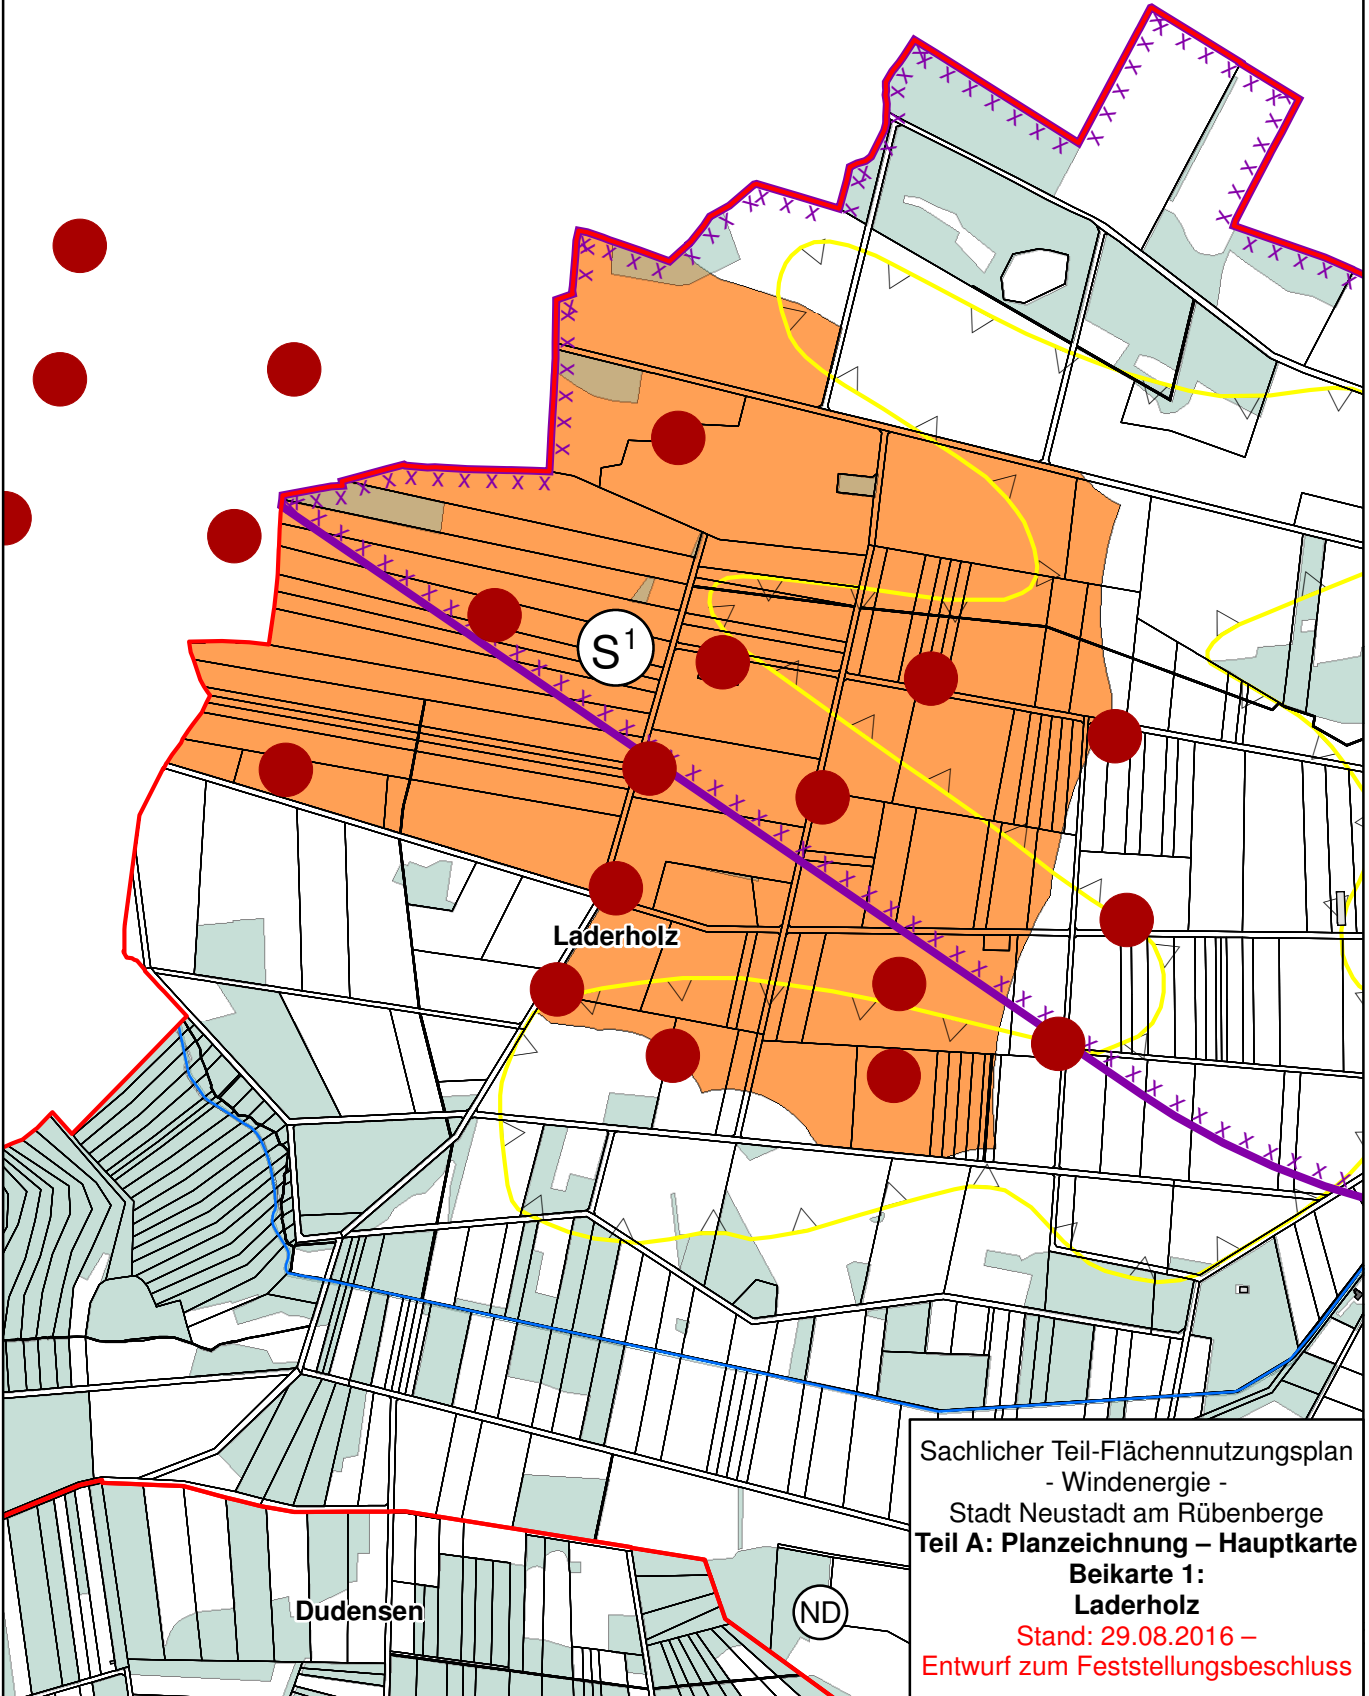 S¹
Laderholz
Dudensen
ND
Sachlicher Teil-Flächennutzungsplan
- Windenergie -
Stadt Neustadt am Rübenberge
Teil A: Planzeichnung – Hauptkarte
Beikarte 1:
Laderholz
Stand: 29.08.2016 –
Entwurf zum Feststellungsbeschluss